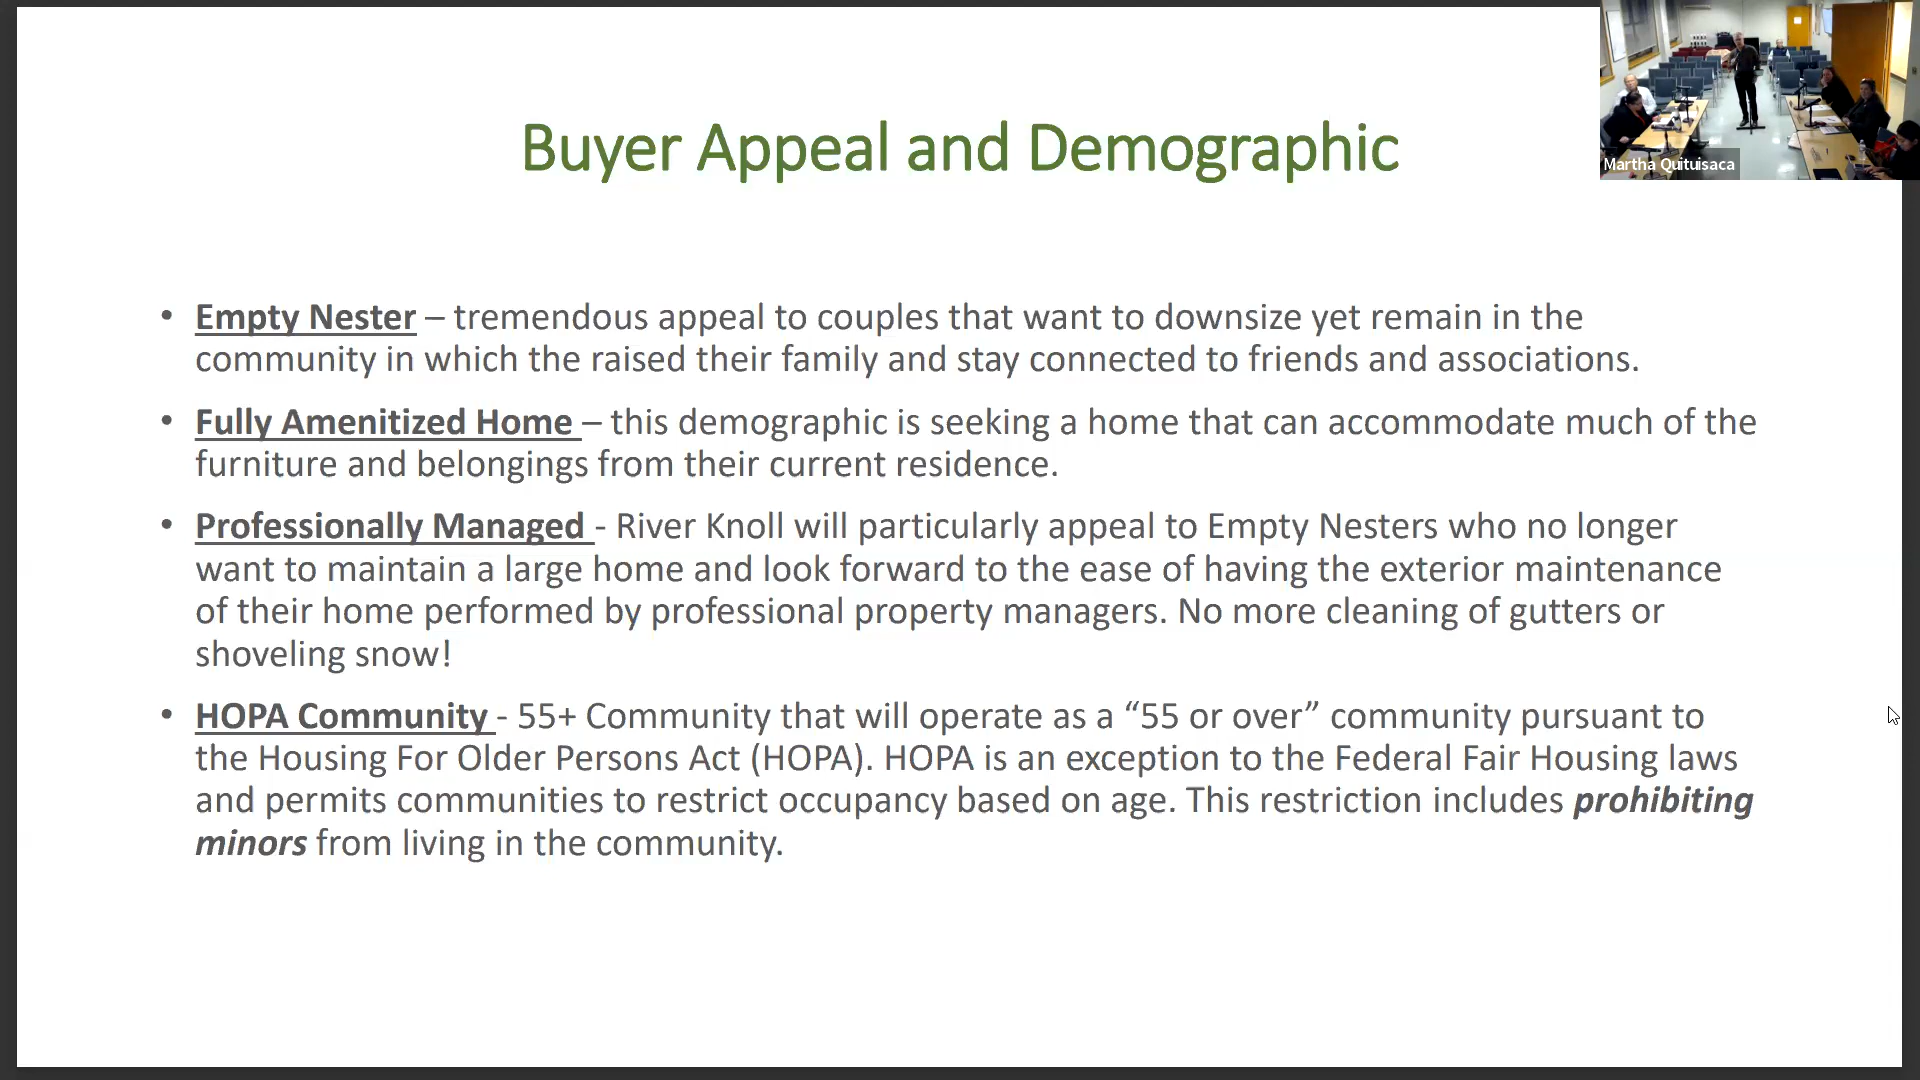 Buyer Appeal and Demographic
Martha Quituisaca
• Empty Nester – tremendous appeal to couples that want to downsize yet remain in the
community in which the raised their family and stay connected to friends and associations.
• Fully Amenitized Home – this demographic is seeking a home that can accommodate much of the
furniture and belongings from their current residence.
• Professionally Managed - River Knoll will particularly appeal to Empty Nesters who no longer
want to maintain a large home and look forward to the ease of having the exterior maintenance
of their home performed by professional property managers. No more cleaning of gutters or
shoveling snow!
• HOPA Community - 55+ Community that will operate as a “55 or over” community pursuant to
the Housing For Older Persons Act (HOPA). HOPA is an exception to the Federal Fair Housing laws
and permits communities to restrict occupancy based on age. This restriction includes prohibiting
minors from living in the community.